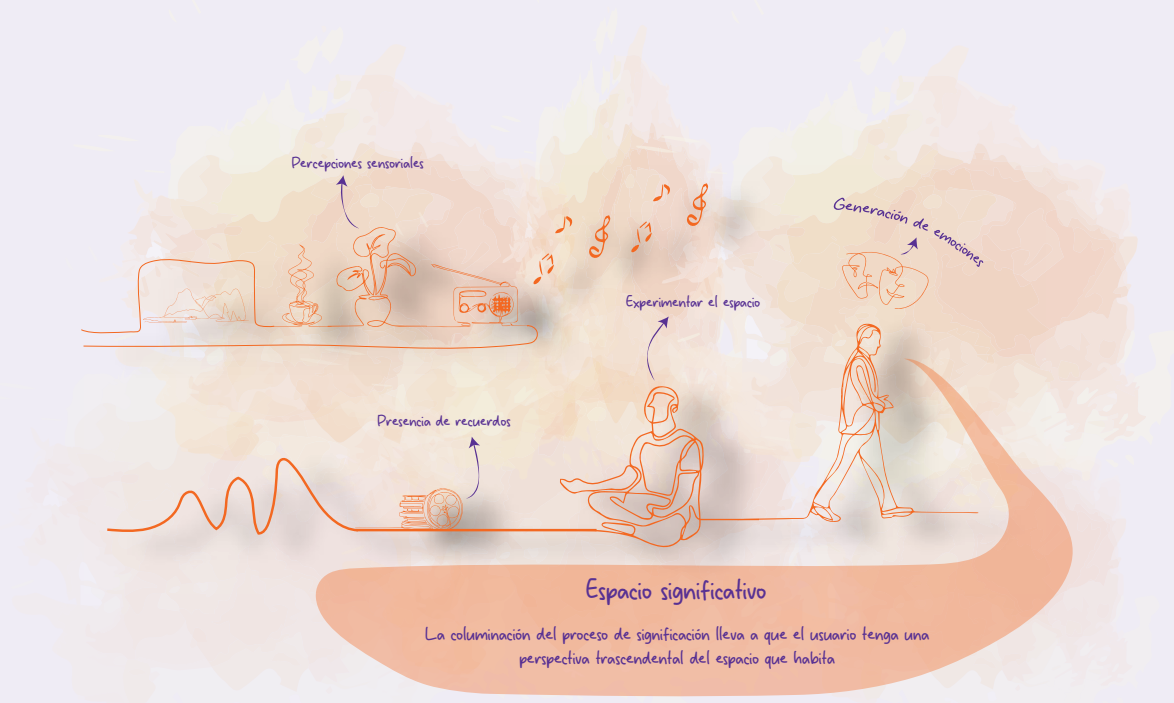 Percepciones sensoriales
Generación de emociones
Experimentar el espacio
Presencia de recuerdos
Espacio significativo
La columinación del proceso de significación lleva a que el usuario tenga una
perspectiva trascendental del espacio que habita